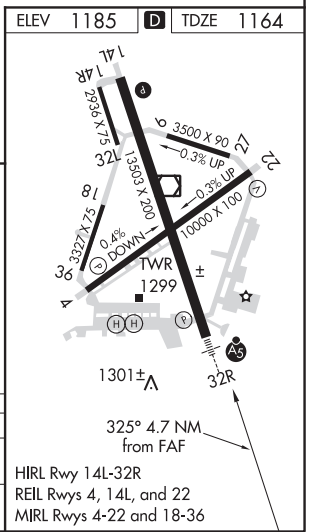 ELEV 1185 D TDZE 1164
14L
14R
2936 X 75
32L
P
9 3500 X 90 27
0.3% UP
22
13503 X 200
0.3% UP
10000 X 100
V
18
3327 X 75
36
0.4% DOWN
P
4
TWR
1299
±
H H
P
A5
1301±
32R
325° 4.7 NM
from FAF
HIRL Rwy 14L-32R
REIL Rwys 4, 14L, and 22
MIRL Rwys 4-22 and 18-36